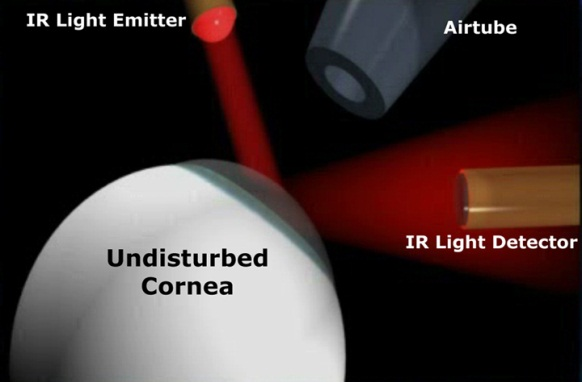 IR Light Emitter
Airtube
IR Light Detector
Undisturbed
Cornea